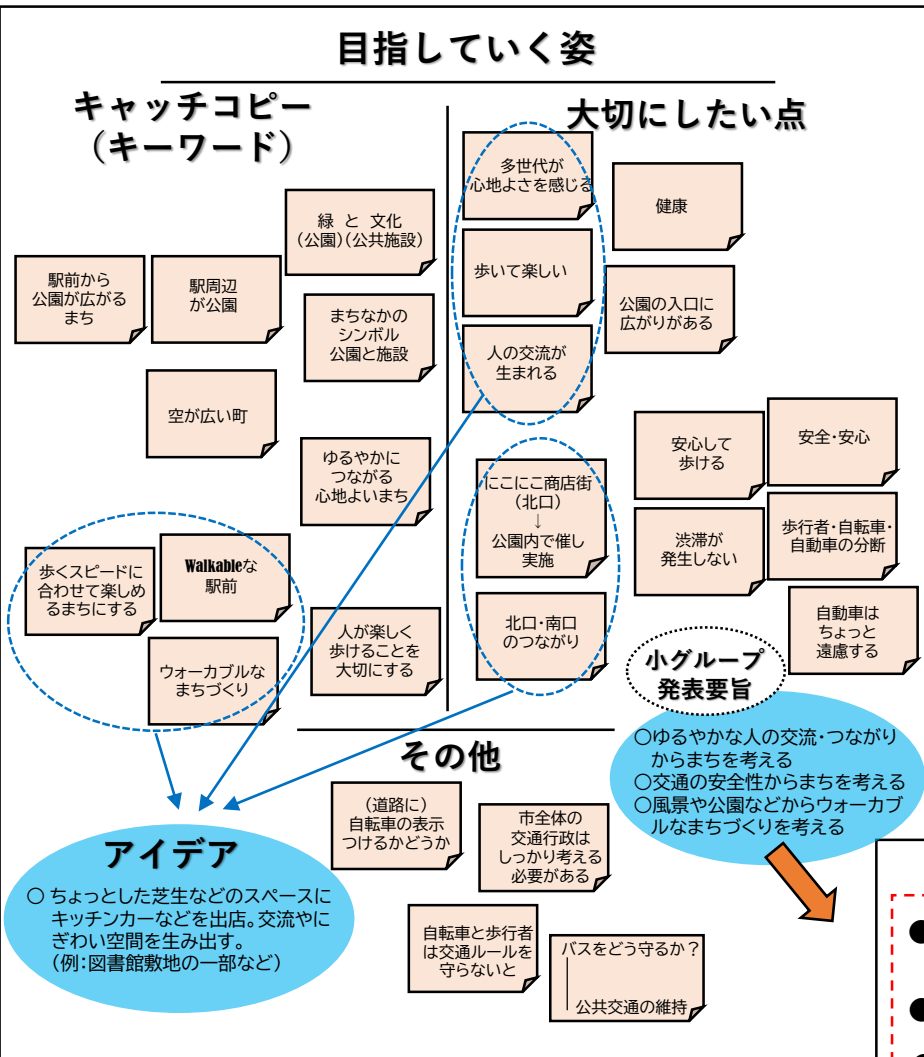 目指していく姿
キャッチコピー
（キーワード）
緑 と 文化
(公園)(公共施設)
駅前から
公園が広がる
まち
駅周辺
が公園
まちなかの
シンボル
公園と施設
空が広い町
ゆるやかに
つながる
心地よいまち
歩くスピードに
合わせて楽しめ
るまちにする
Walkableな
駅前
ウォーカブルな
まちづくり
人が楽しく
歩けることを
大切にする
大切にしたい点
多世代が
心地よさを感じる
健康
歩いて楽しい
公園の入口に
広がりがある
人の交流が
生まれる
にこにこ商店街
(北口)
↓
公園内で催し
実施
北口・南口
のつながり
安心して
歩ける
安全・安心
渋滞が
発生しない
歩行者・自転車・
自動車の分断
自動車は
ちょっと
遠慮する
小グループ
発表要旨
〇ゆるやかな人の交流・つながり
からまちを考える
〇交通の安全性からまちを考える
〇風景や公園などからウォーカブ
ルなまちづくりを考える
その他
(道路に)
自転車の表示
つけるかどうか
市全体の
交通行政は
しっかり考える
必要がある
自転車と歩行者
は交通ルールを
守らないと
バスをどう守るか？
公共交通の維持
アイデア
〇 ちょっとした芝生などのスペースに
キッチンカーなどを出店。交流やに
ぎわい空間を生み出す。
(例:図書館敷地の一部など)